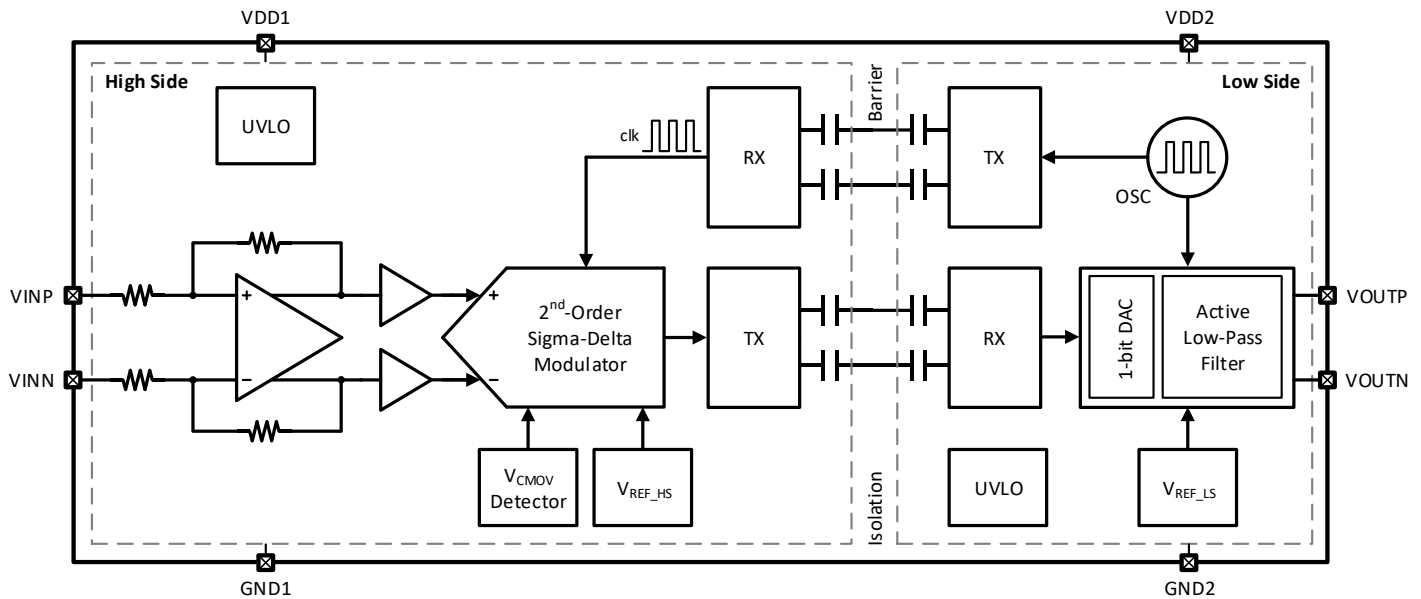 VDD1
VDD2
High Side
Low Side
UVLO
clk
RX
Barrier
TX
OSC
VINP
+
+
2nd-Order
Sigma-Delta
Modulator
TX
RX
1-bit DAC
Active
Low-Pass
Filter
VOUTP
VINN
−
−
VOUTN
VCMOV
Detector
VREF_HS
Isolation
UVLO
VREF_LS
GND1
GND2